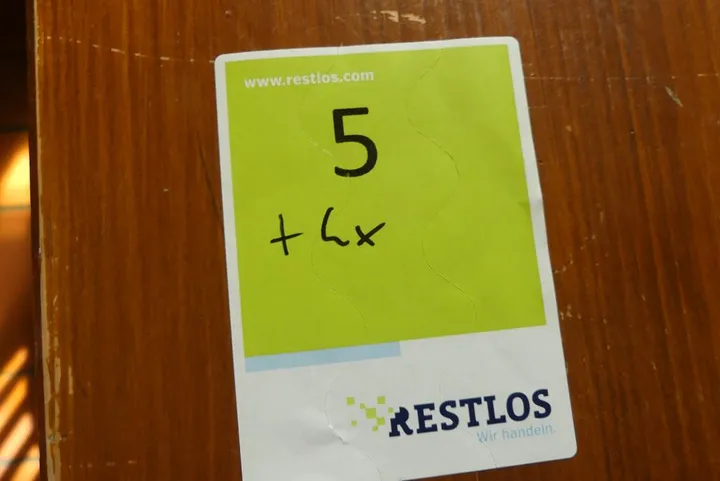 www.restlos.com
5
+ 4x
RESTLOS
Wir handeln.